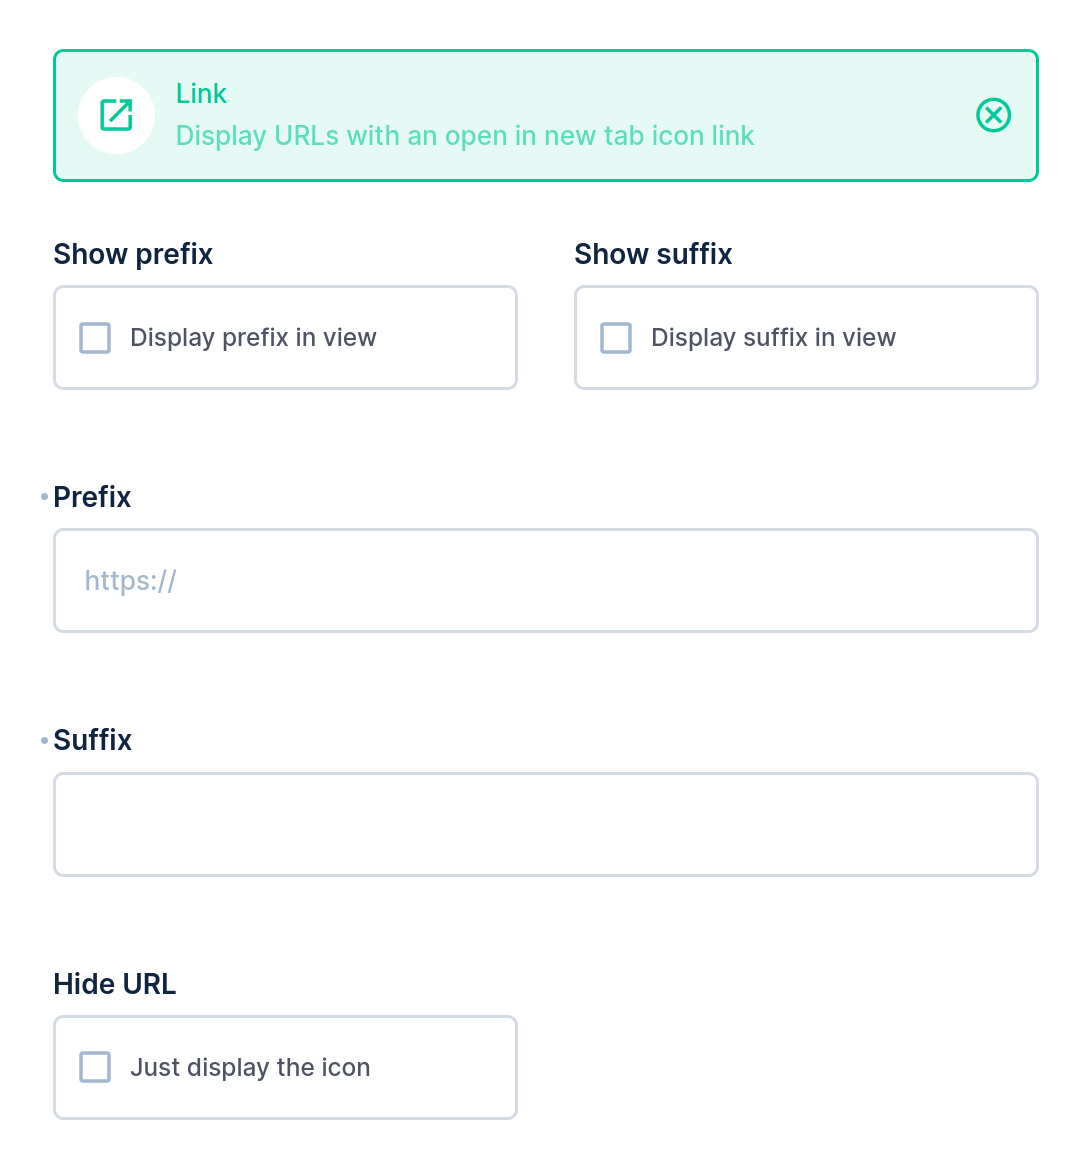 Link
Display URLs with an open in new tab icon link
Show prefix
Show suffix
Display prefix in view
Display suffix in view
Prefix
https://
Suffix
Hide URL
Just display the icon